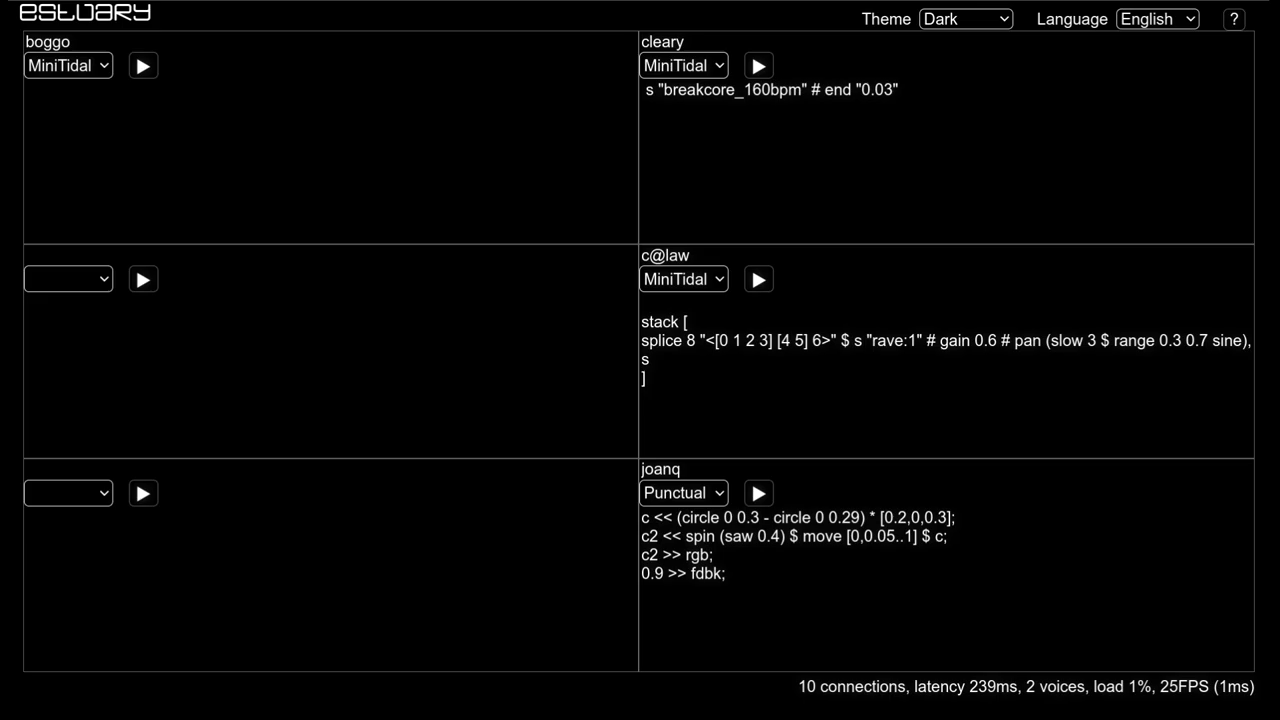 estuary
Theme Dark Language English ?
boggo
MiniTidal
cleary
MiniTidal
s "breakcore_160bpm" # end "0.03"
c@law
MiniTidal
stack [
splice 8 "<[0 1 2 3] [4 5] 6>" $ s "rave:1" # gain 0.6 # pan (slow 3 $ range 0.3 0.7 sine),
s
]
joanq
Punctual
c << (circle 0 0.3 - circle 0 0.29) * [0.2,0,0.3];
c2 << spin (saw 0.4) $ move [0,0.05..1] $ c;
c2 >> rgb;
0.9 >> fdbk;
10 connections, latency 239ms, 2 voices, load 1%, 25FPS (1ms)